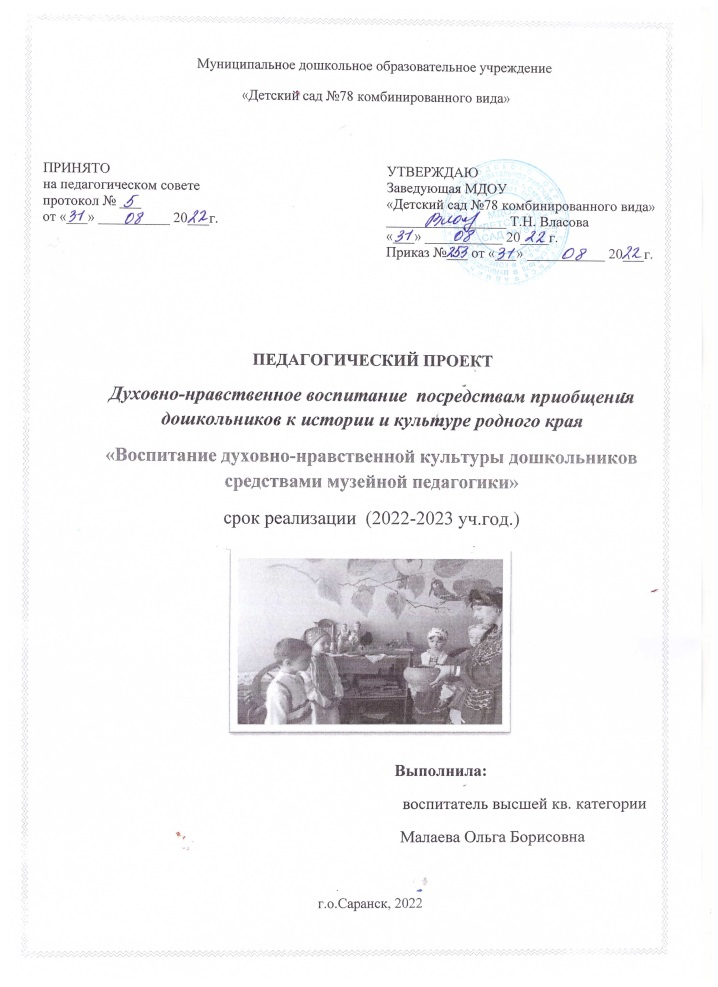 Муниципальное дошкольное образовательное учреждение
«Детский сад №78 комбинированного вида»
ПРИНЯТО
на педагогическом совете
протокол № 5
от «31» 08 2022г.
УТВЕРЖДАЮ
Заведующая МДОУ
«Детский сад №78 комбинированного вида»
Т.Н. Власова
«31» 08 20 22 г.
Приказ №253 от «31» 08 2022г.
ПЕДАГОГИЧЕСКИЙ ПРОЕКТ
Духовно-нравственное воспитание посредствам приобщения
дошкольников к истории и культуре родного края
«Воспитание духовно-нравственной культуры дошкольников
средствами музейной педагогики»
срок реализации (2022-2023 уч.год.)
Выполнила:
воспитатель высшей кв. категории
Малаева Ольга Борисовна
г.о.Саранск, 2022